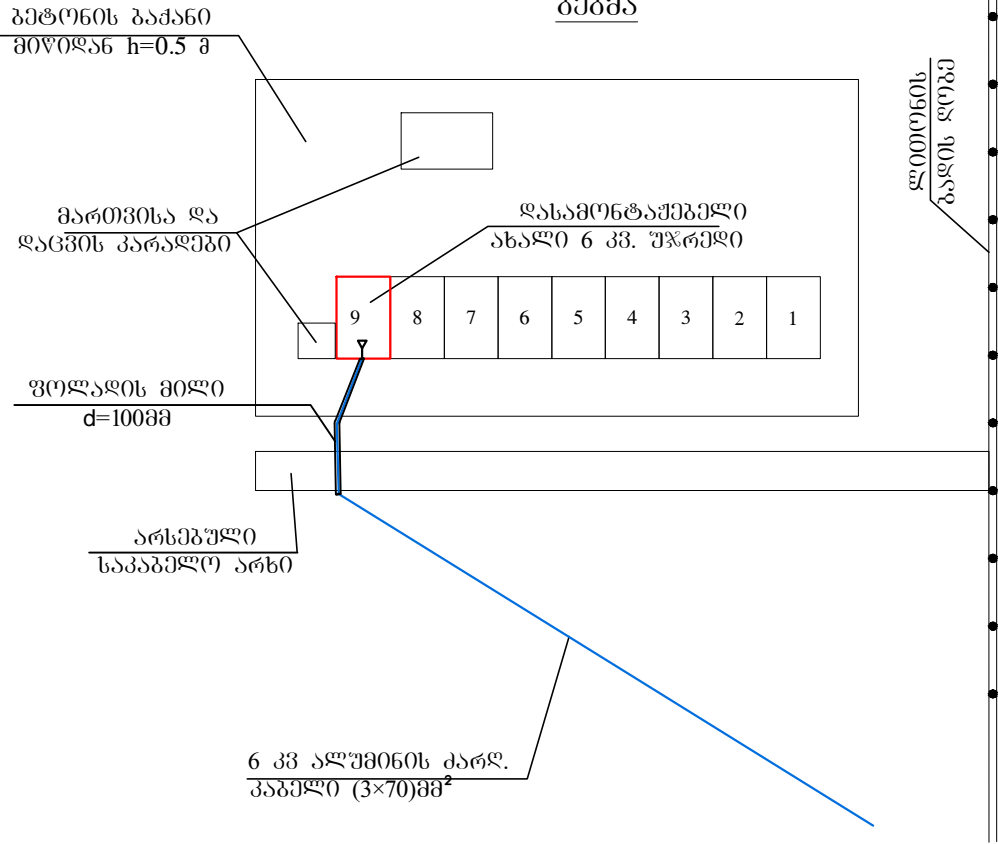 გეგმა
ბეტონის ბაქანი
მიწიდან h=0.5 მ
ლითონის
ბადის ღობე
მართვისა და
დაცვის კარადები
დასამონტაჟებელი
ახალი 6 კვ. უჯრედი
9 8 7 6 5 4 3 2 1
ფოლადის მილი
d=100მმ
არსებული
საკაბელო არხი
6 კვ ალუმინის ძარღ.
კაბელი (3×70)მმ²